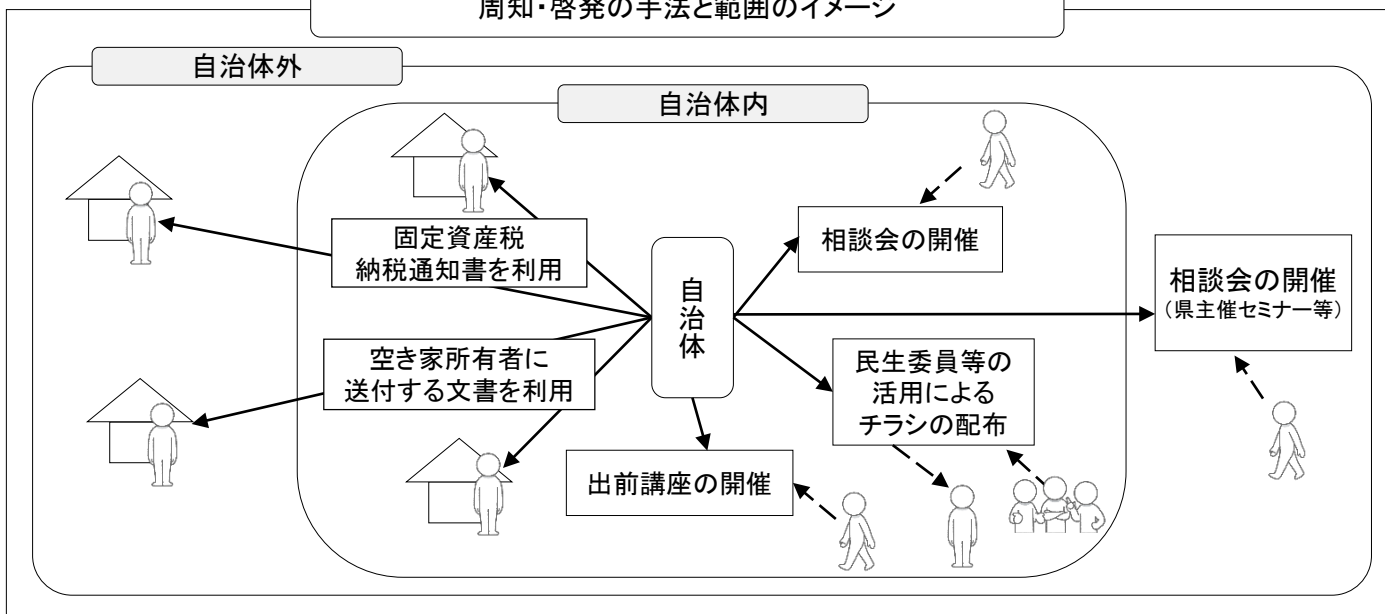 周知・啓発の手法と範囲のイメージ
自治体外
自治体内
固定資産税
納税通知書を利用
空き家所有者に
送付する文書を利用
自
治
体
相談会の開催
民生委員等の
活用による
チラシの配布
出前講座の開催
相談会の開催
（県主催セミナー等）